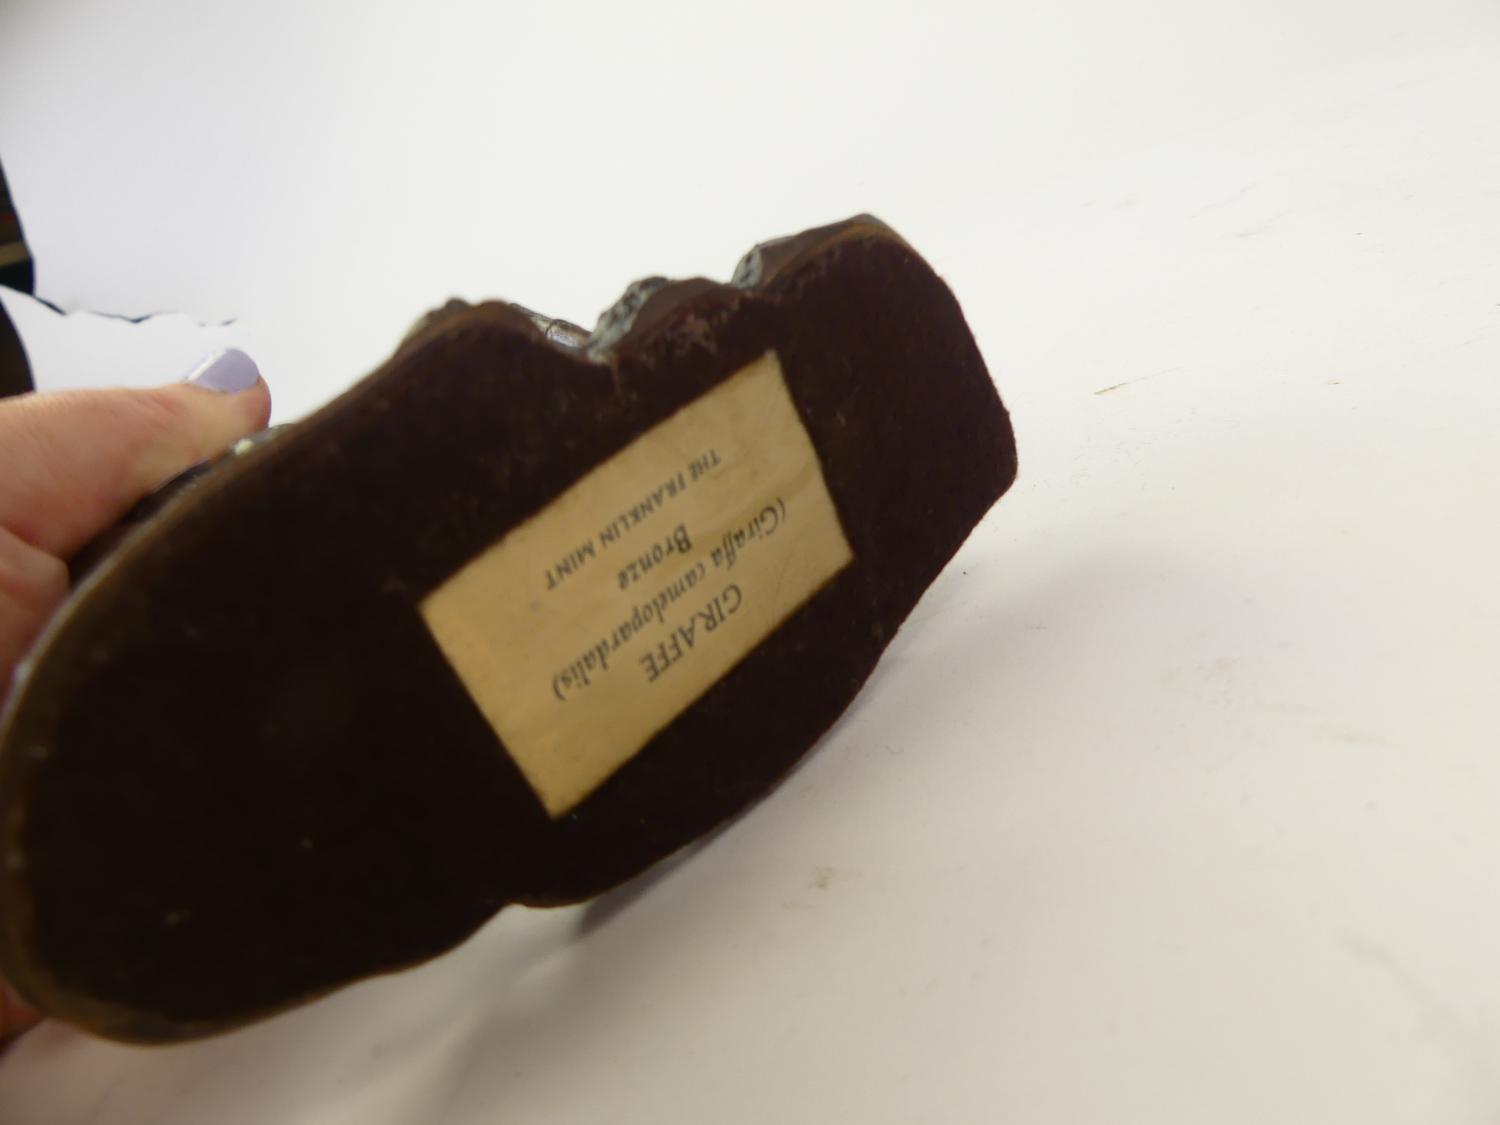 GIRAFFE
(Giraffa camelopardalis)
Bronze
THE FRANKLIN MINT